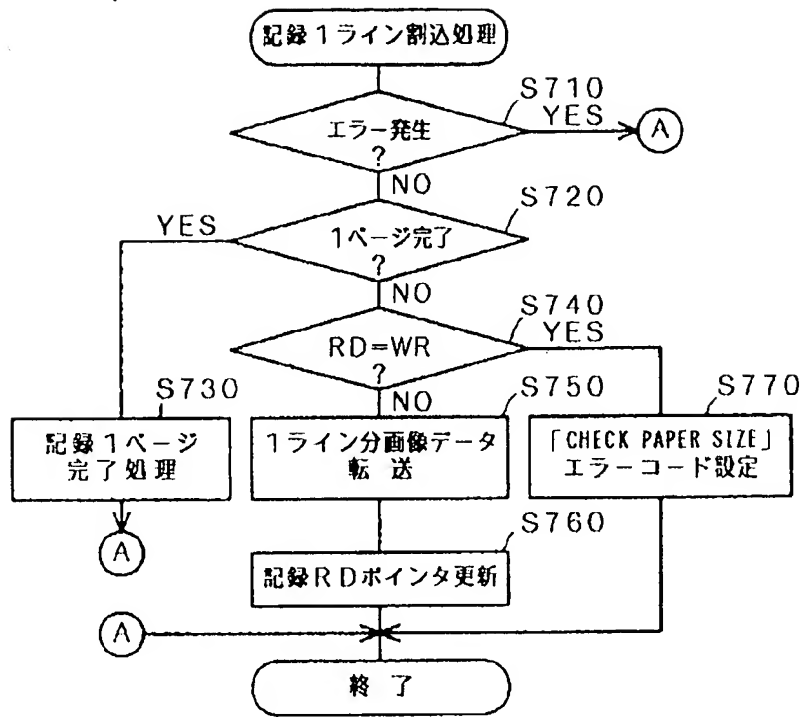 記録1ライン割込処理
S710
エラー発生
?
YES
A
NO
S720
YES
1ページ完了
?
NO
S740
YES
RD=WR
?
S730
NO
S750
S770
記録1ページ
完了処理
1ライン分画像データ
転送
「CHECK PAPER SIZE」
エラーコード設定
S760
A
記録RDポインタ更新
A
終了